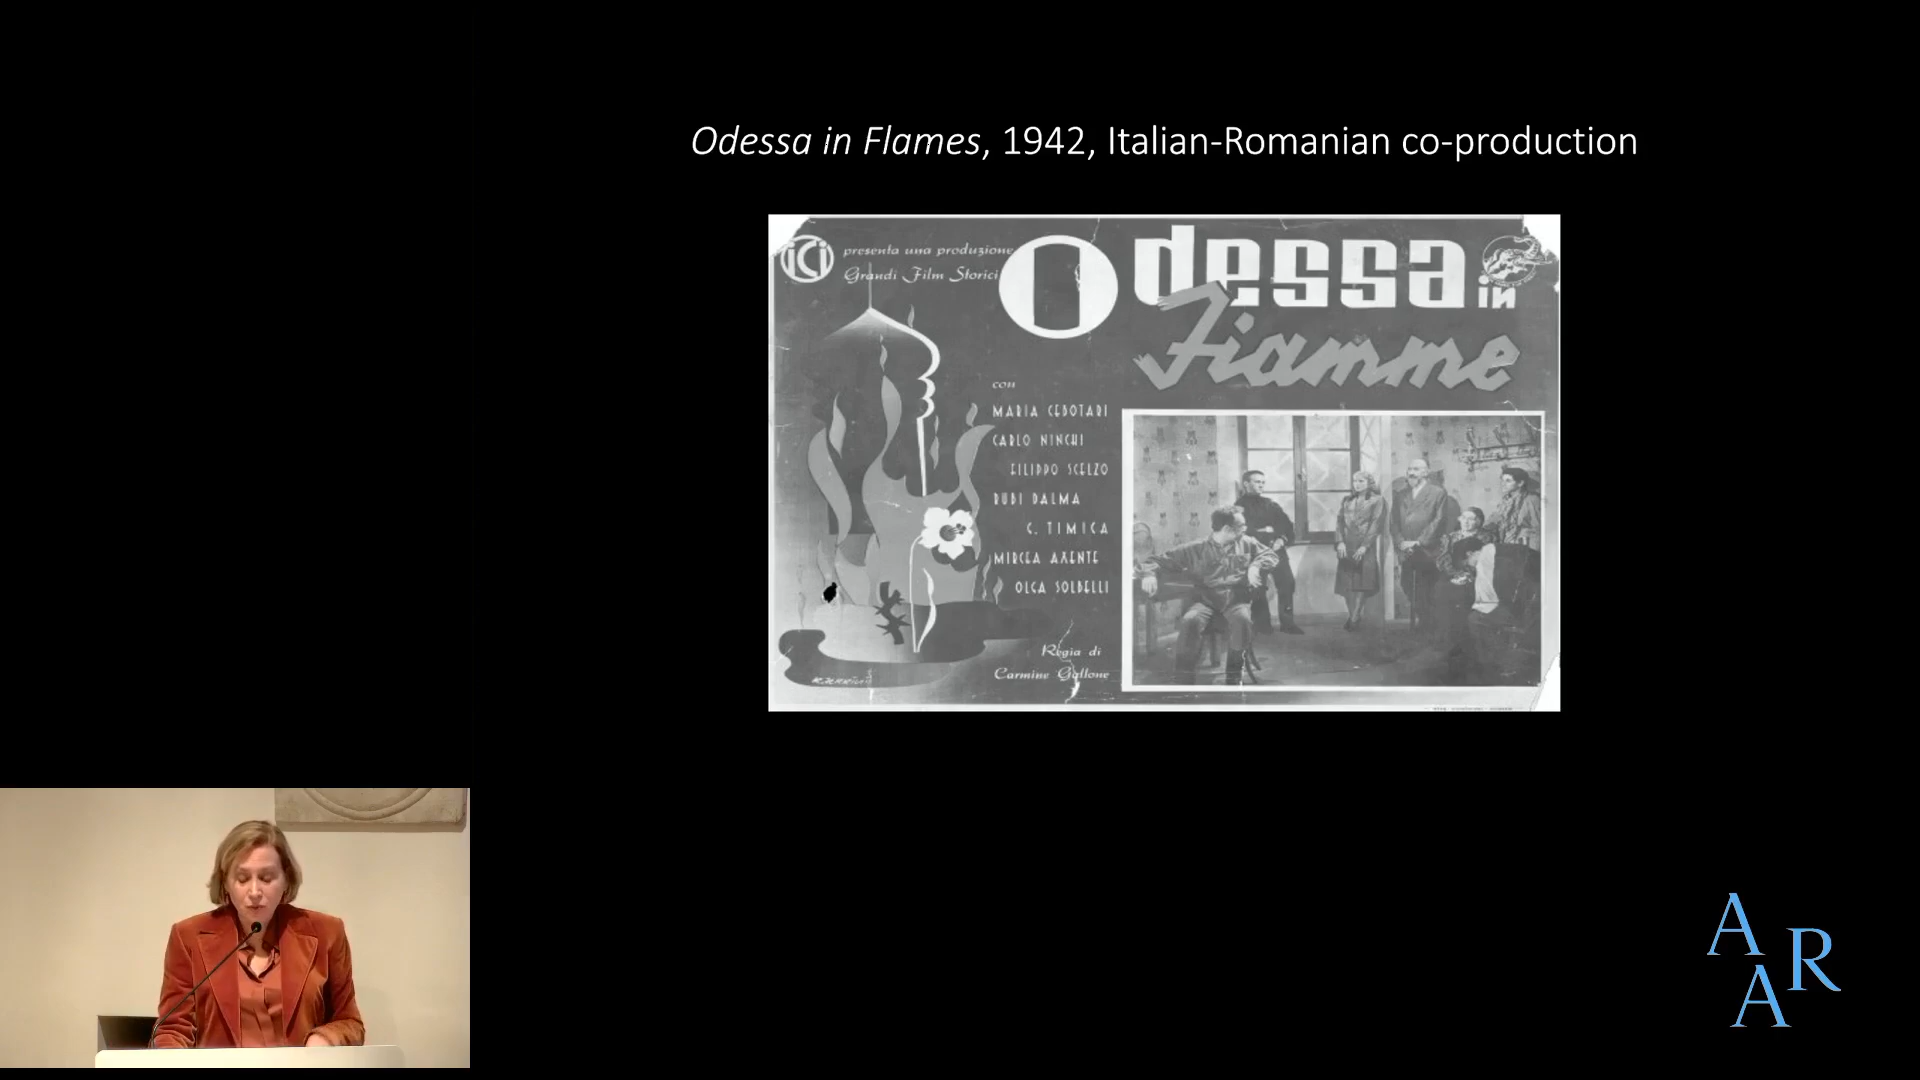 Odessa in Flames, 1942, Italian-Romanian co-production
ICI
presenta una produzione
Grandi Film Storici
Odessa in
Fiamme
con
MARIA CEBOTARI
CARLO NINCHI
FILIPPO SCELZO
RUBI DALMA
C. TIMICA
MIRCEA AXENTE
OLGA SOLBELLI
Regia di
Carmine Gallone
A
A R